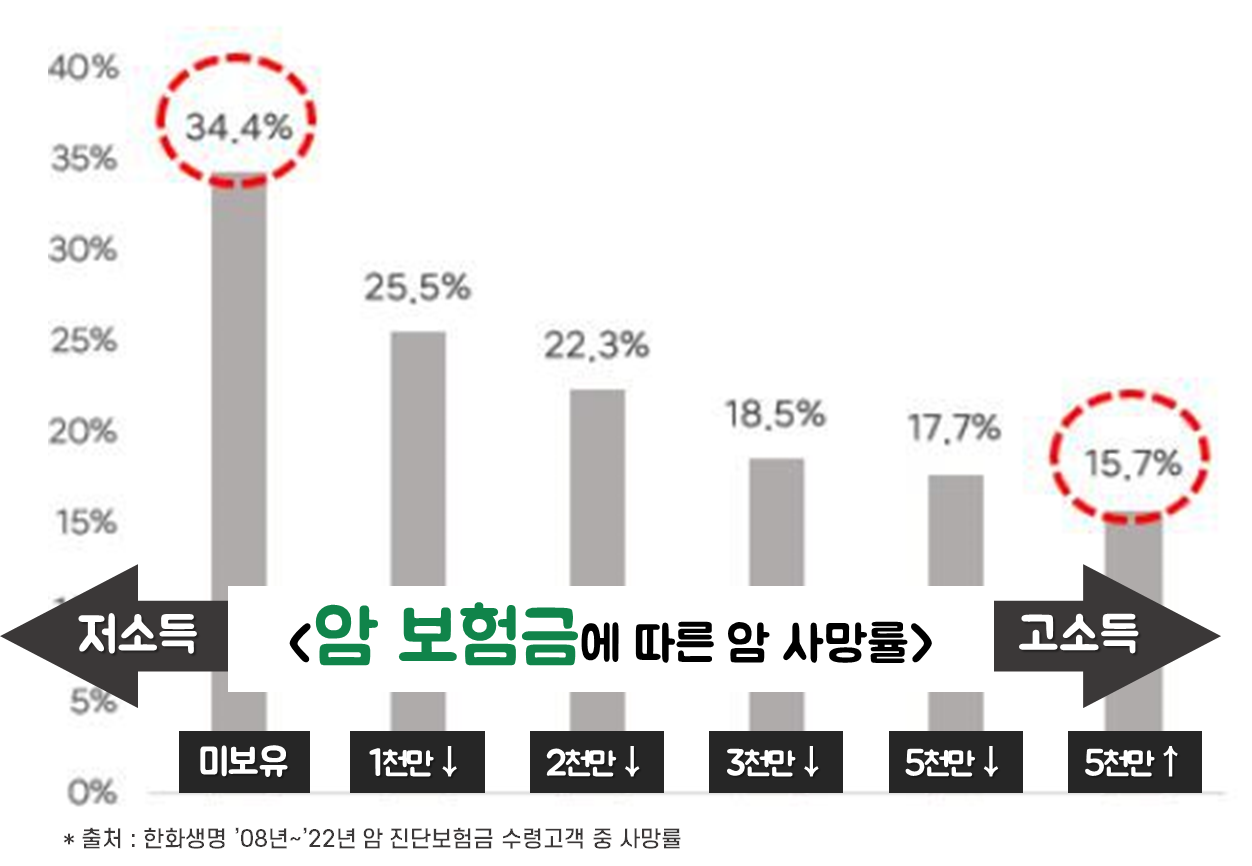 40%
34.4%
35%
30%
25.5%
25%
22.3%
20%
18.5%
17.7%
15.7%
15%
저소득
<암 보험금에 따른 암 사망률>
고소득
5%
미보유
1천만↓
2천만↓
3천만↓
5천만↓
5천만↑
0%
* 출처 : 한화생명 ’08년~’22년 암 진단보험금 수령고객 중 사망률